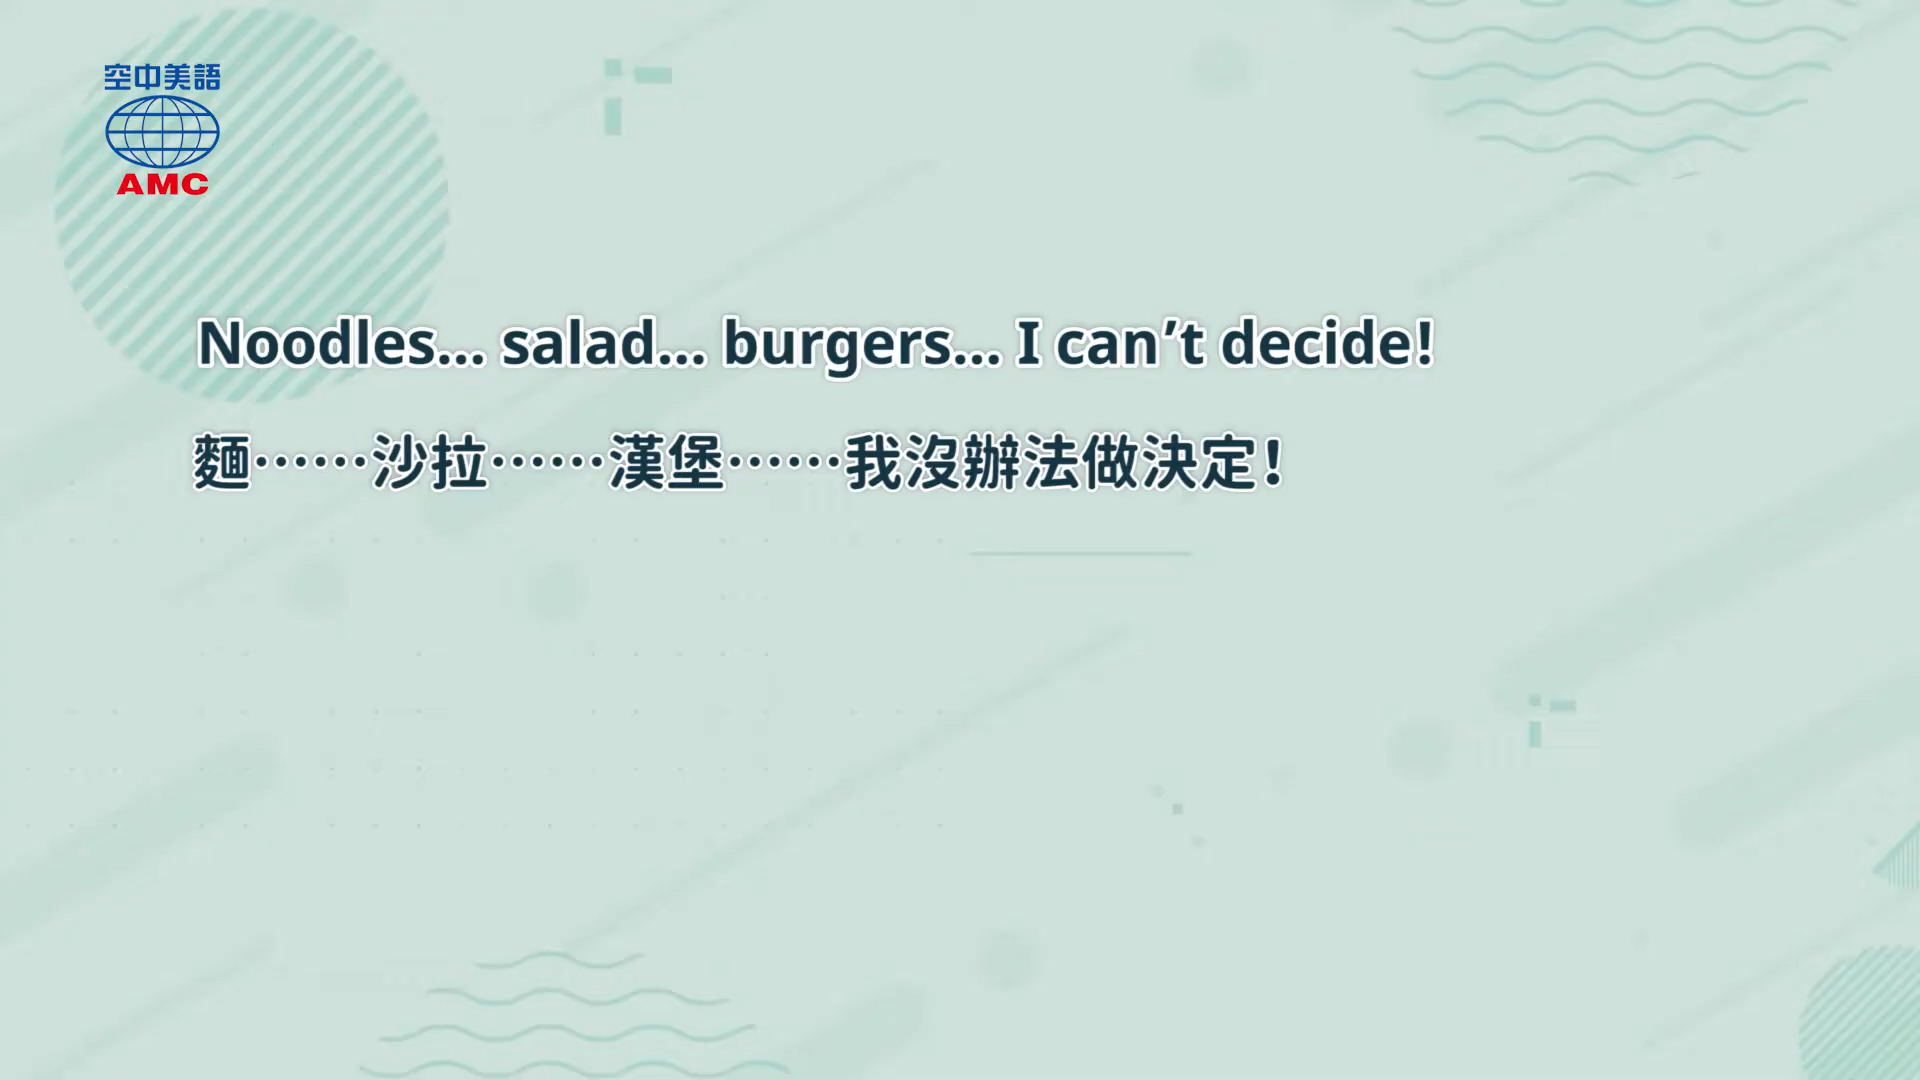 空中美語
AMC
Noodles... salad... burgers... I can’t decide!
麵……沙拉……漢堡……我沒辦法做決定!